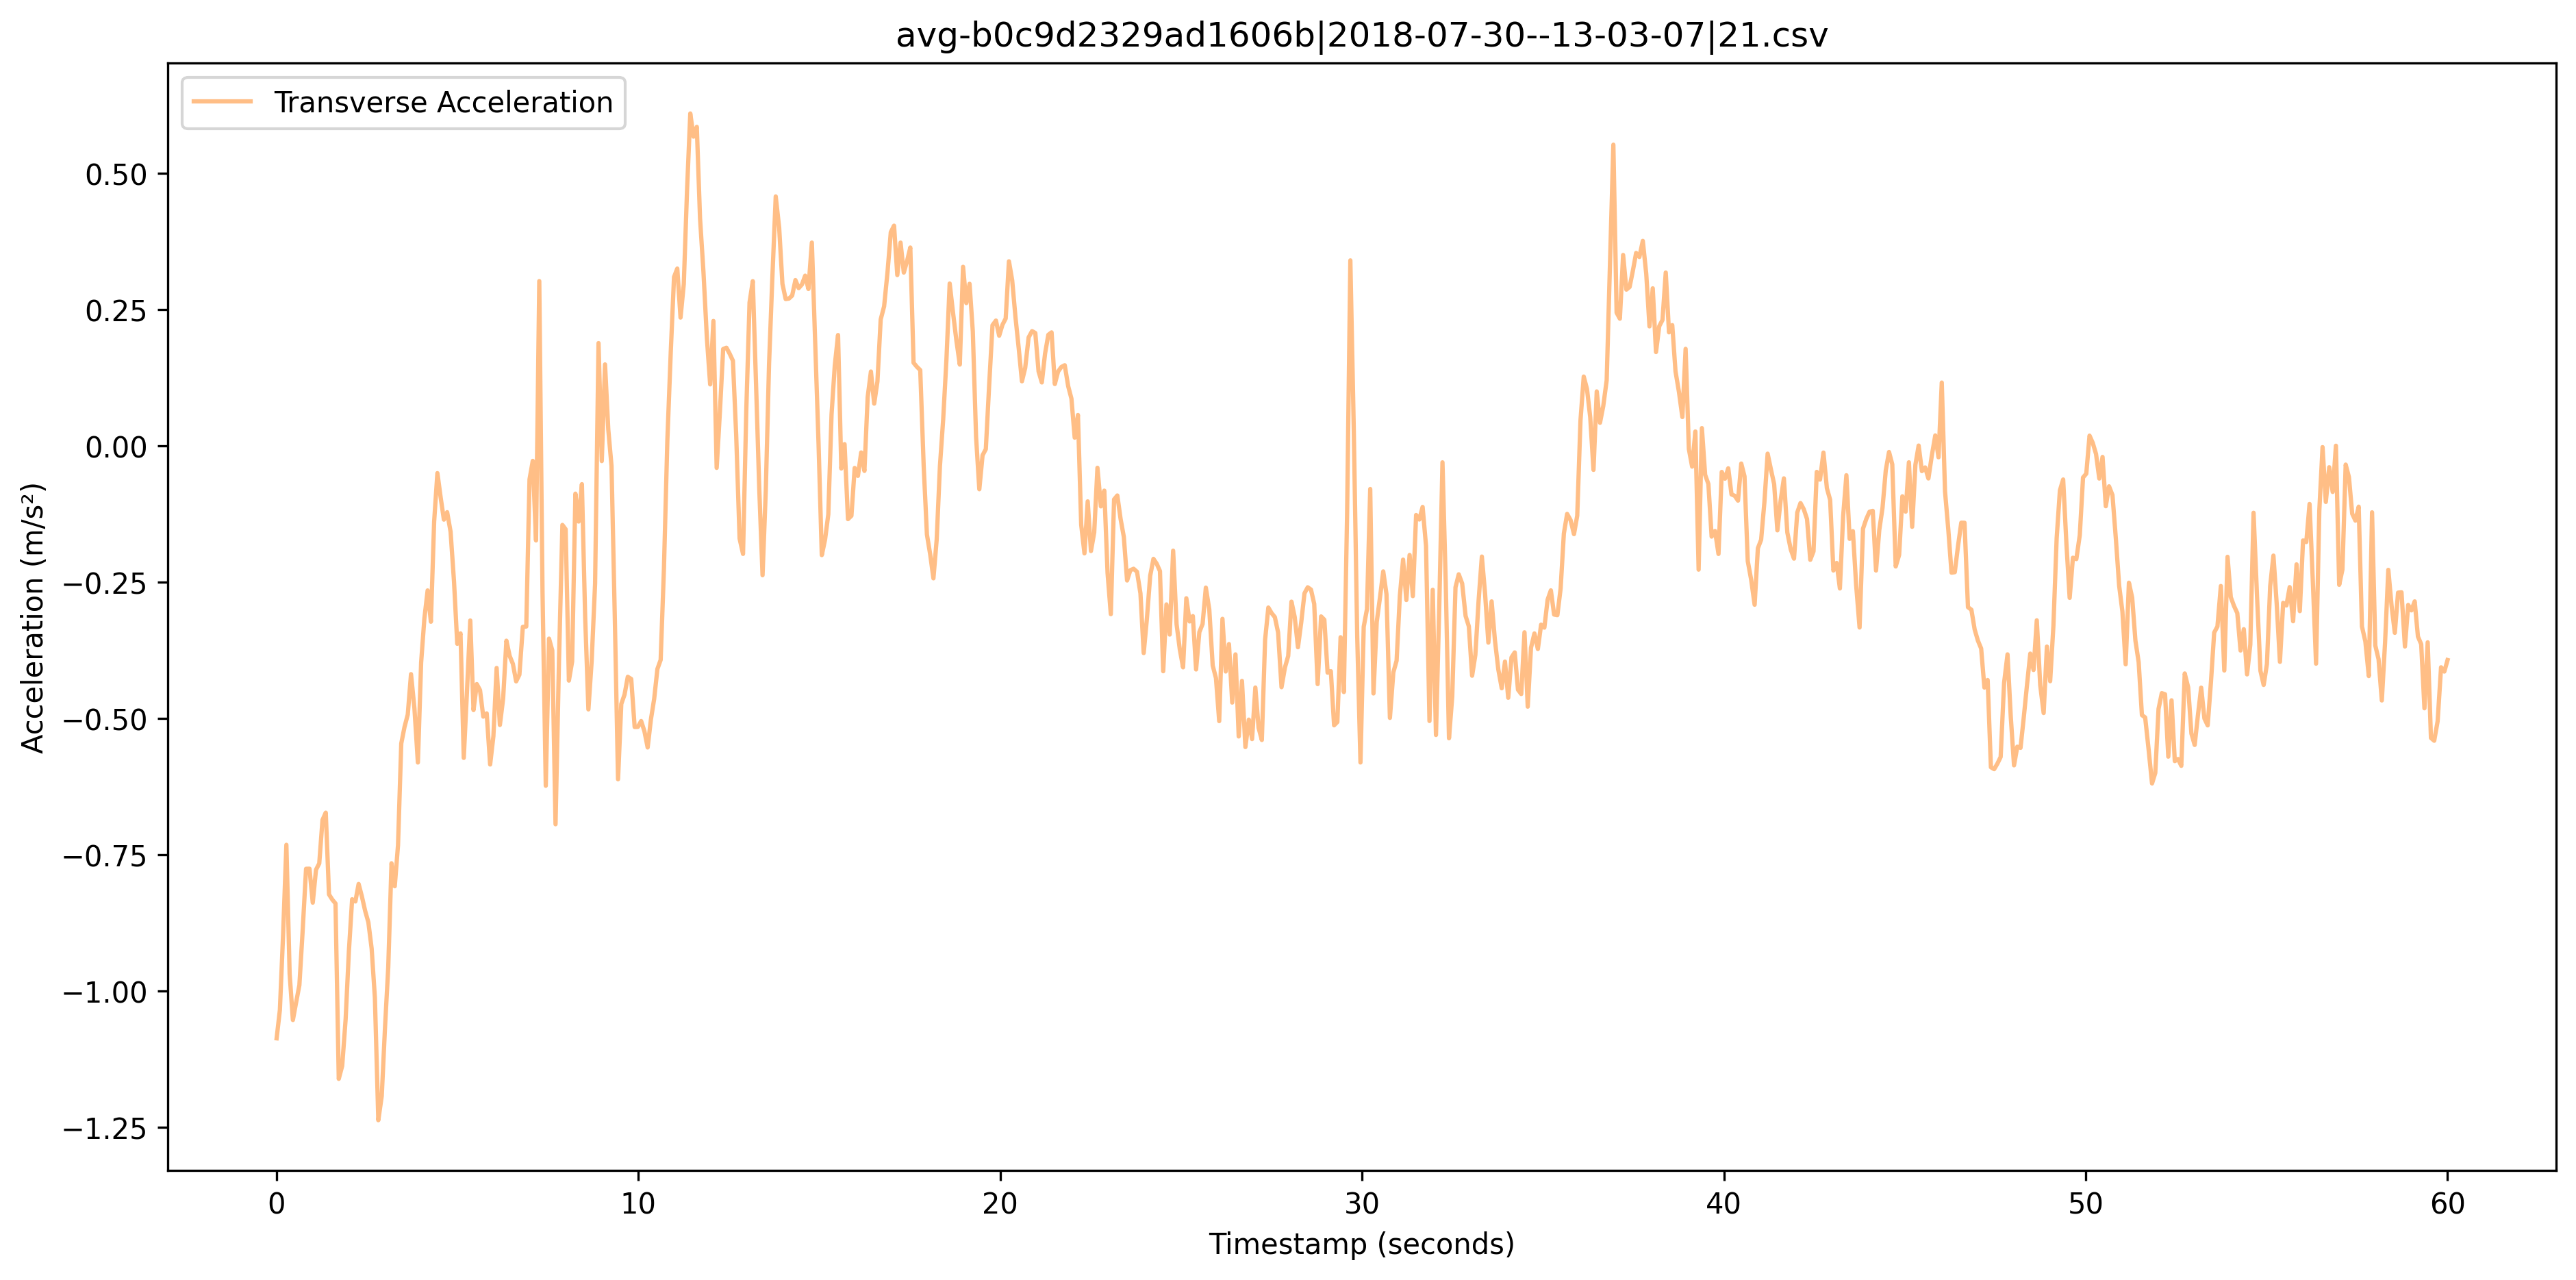 avg-b0c9d2329ad1606b|2018-07-30--13-03-07|21.csv
Transverse Acceleration
Acceleration (m/s²)
0.50
0.25
0.00
−0.25
−0.50
−0.75
−1.00
−1.25
0 10 20 30 40 50 60
Timestamp (seconds)